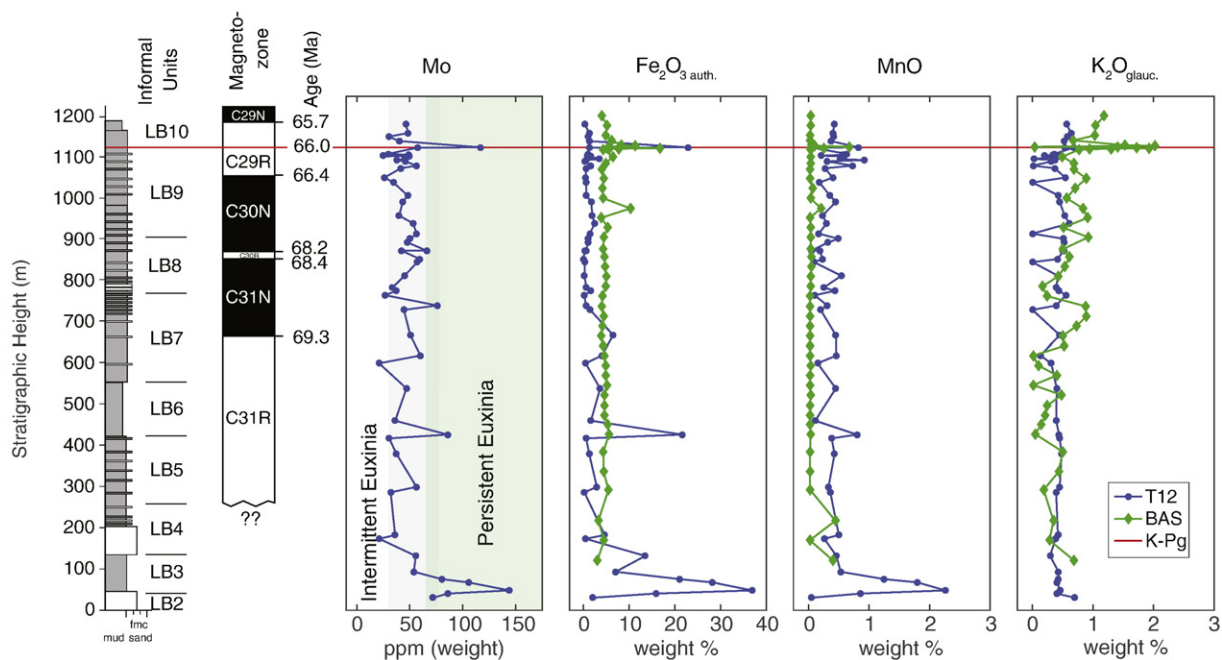 Informal
Units
Magneto-
zone
Age (Ma)
Mo
Fe2O3 auth.
MnO
K2Oglauc.
Stratigraphic Height (m)
1200
1100
1000
900
800
700
600
500
400
300
200
100
0
LB10
LB9
LB8
LB7
LB6
LB5
LB4
LB3
LB2
C29N
C29R
C30N
C30R
C31N
C31R
??
65.7
66.0
66.4
68.2
68.4
69.3
Intermittent Euxinia
Persistent Euxinia
T12
BAS
K-Pg
fmc
mud sand
0 50 100 150
ppm (weight)
0 10 20 30 40
weight %
0 1 2 3
weight %
0 1 2 3
weight %